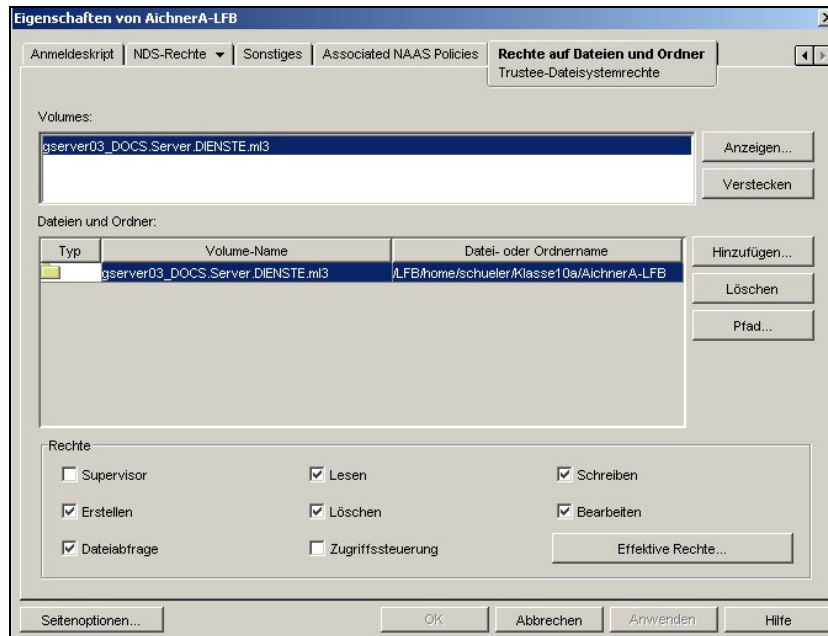 Eigenschaften von AichnerA-LFB
Anmeldeskript NDS-Rechte Sonstiges Associated NAAS Policies Rechte auf Dateien und Ordner
Trustee-Dateisystemrechte
Volumes:
gserver03_DOCS.Server.DIENSTE.ml3 Anzeigen...
Verstecken
Dateien und Ordner:
Typ Volume-Name Datei- oder Ordnername Hinzufügen...
gserver03_DOCS.Server.DIENSTE.ml3 /LFB/home/schueler/Klasse10a/AichnerA-LFB
Löschen
Pfad...
Rechte
Supervisor Lesen Schreiben
Erstellen Löschen Bearbeiten
Dateiabfrage Zugriffssteuerung Effektive Rechte...
Seitenoptionen... OK Abbrechen Anwenden Hilfe